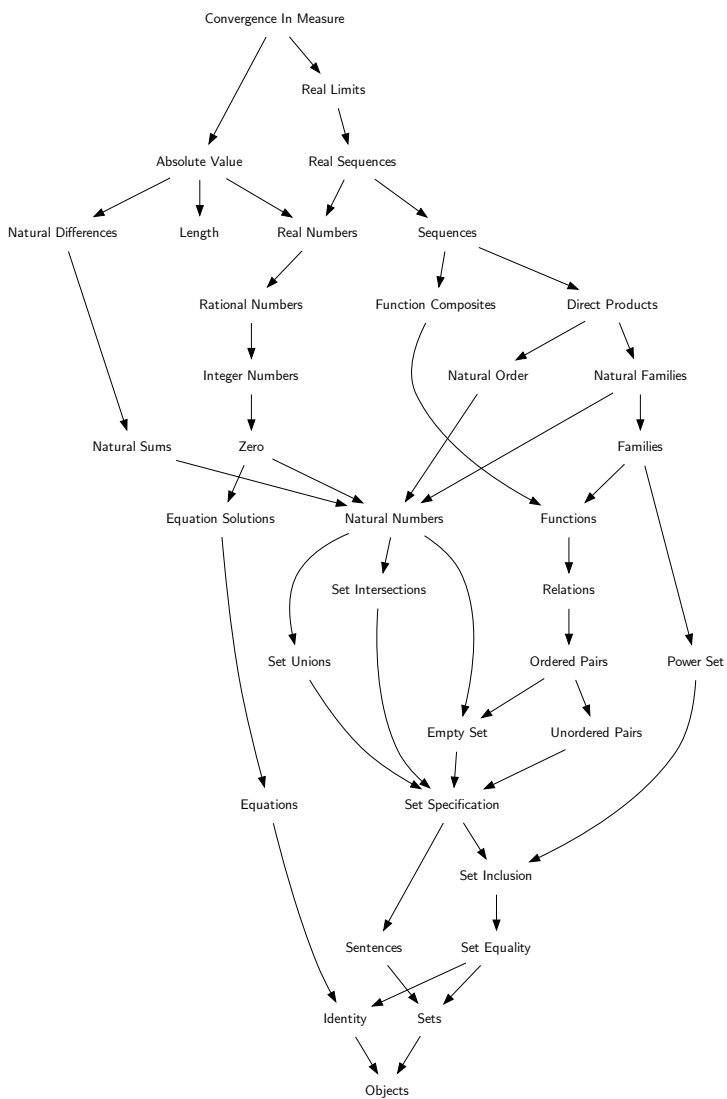 Convergence In Measure
Real Limits
Absolute Value
Real Sequences
Natural Differences
Length
Real Numbers
Sequences
Rational Numbers
Function Composites
Direct Products
Integer Numbers
Natural Order
Natural Families
Natural Sums
Zero
Families
Equation Solutions
Natural Numbers
Functions
Set Intersections
Relations
Set Unions
Ordered Pairs
Power Set
Empty Set
Unordered Pairs
Equations
Set Specification
Set Inclusion
Sentences
Set Equality
Identity
Sets
Objects